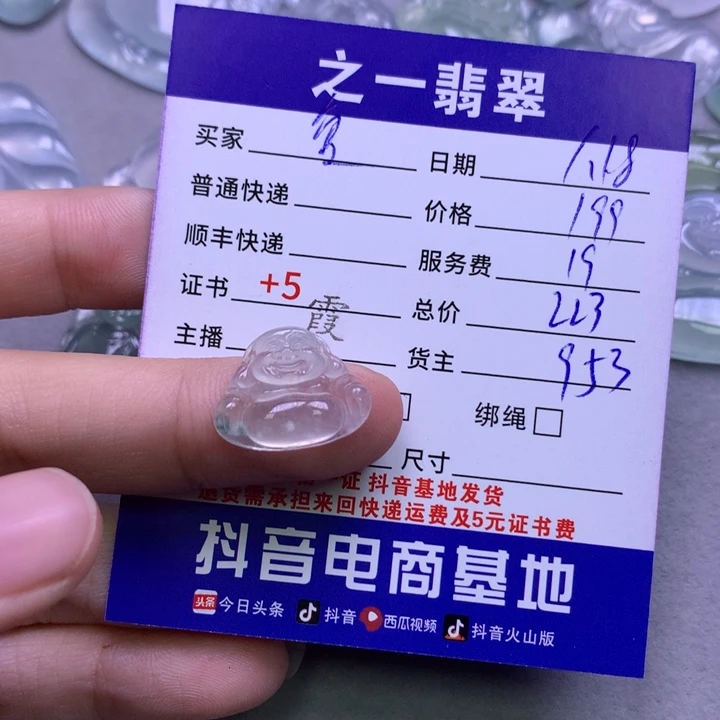 之一翡翠
买家 日期 1.18
普通快递 价格 199
顺丰快递 服务费 19
证书 +5 总价 223
主播 霞 货主 953
绑绳
尺寸
证 抖音基地发货
退货需承担来回快递运费及5元证书费
抖音电商基地
头条 今日头条 抖音 西瓜视频 抖音火山版